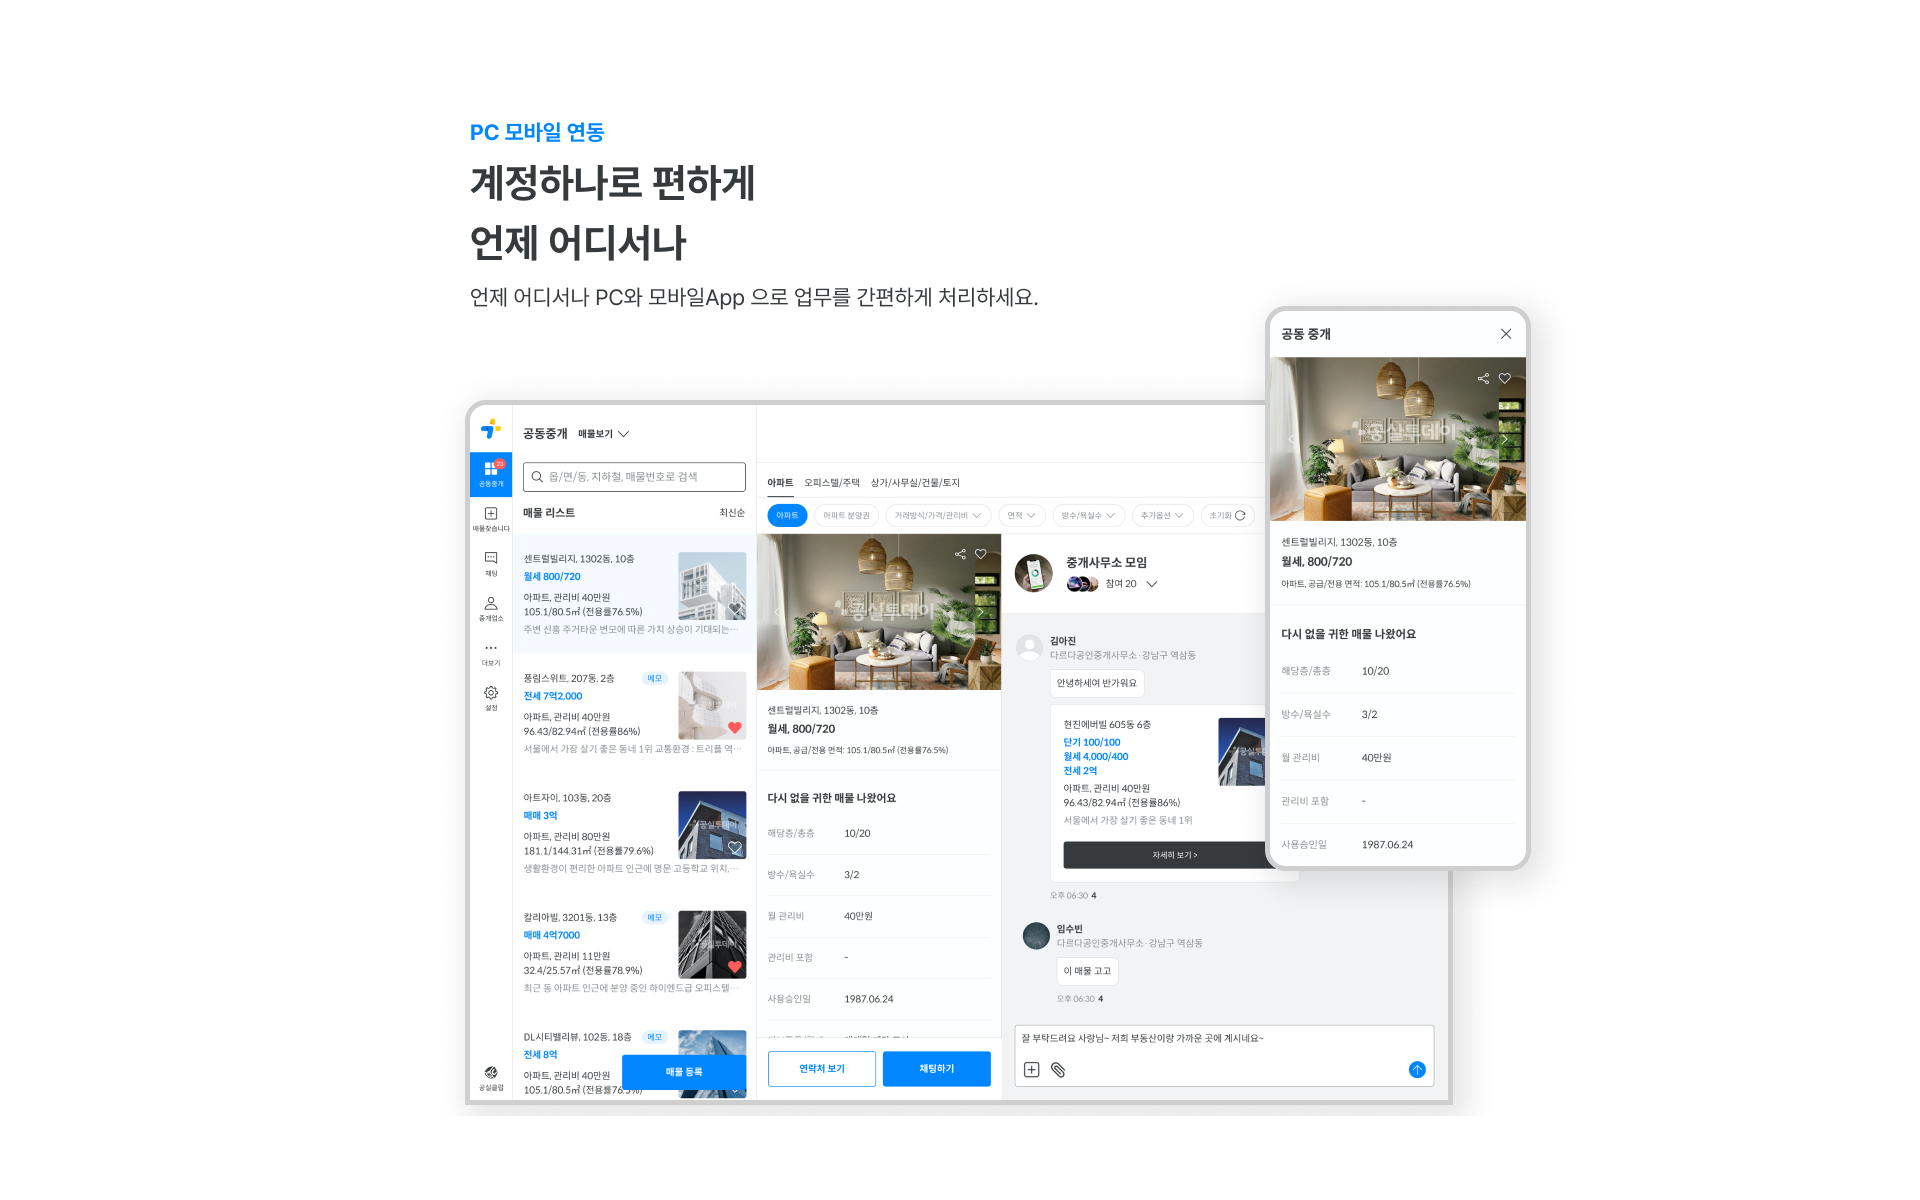 PC 모바일 연동
계정하나로 편하게
언제 어디서나
언제 어디서나 PC와 모바일App 으로 업무를 간편하게 처리하세요.
공동중개
매물찾습니다
채팅
중개업소
더보기
설정
공실클럽
23
공동중개 매물보기
읍/면/동, 지하철, 매물번호로 검색
매물 리스트 최신순
센트럴빌리지, 1302동, 10층
월세 800/720
아파트, 관리비 40만원
105.1/80.5㎡ (전용률76.5%)
주변 신흥 주거타운 변모에 따른 가치 상승이 기대되는…
풍림스위트, 207동, 2층 메모
전세 7억2,000
아파트, 관리비 40만원
96.43/82.94㎡ (전용률86%)
서울에서 가장 살기 좋은 동네 1위 교통환경 : 트리플 역…
아트자이, 103동, 20층
매매 3억
아파트, 관리비 80만원
181.1/144.31㎡ (전용률79.6%)
생활환경이 편리한 아파트 인근에 명문 고등학교 위치,…
공실투데이
칼리아빌, 3201동, 13층 메모
매매 4억7000
아파트, 관리비 11만원
32.4/25.57㎡ (전용률78.9%)
최근 동 아파트 인근에 분양 중인 하이엔드급 오피스텔…
공실투데이
DL시티밸리뷰, 102동, 18층 메모
전세 8억
아파트, 관리비 40만원
105.1/80.5㎡ (전용률76.5%)
매물 등록
아파트 오피스텔/주택 상가/사무실/건물/토지
아파트 아파트 분양권 거래방식/가격/관리비 면적 방수/욕실수 추가옵션 초기화
공실투데이
센트럴빌리지, 1302동, 10층
월세, 800/720
아파트, 공급/전용 면적: 105.1/80.5㎡ (전용률76.5%)
다시 없을 귀한 매물 나왔어요
해당층/총층 10/20
방수/욕실수 3/2
월 관리비 40만원
관리비 포함 -
사용승인일 1987.06.24
연락처 보기 채팅하기
중개사무소 모임
참여 20
김아진
다르다공인중개사무소·강남구 역삼동
안녕하세여 반가워요
현진에버빌 605동 6층
단기 100/100
월세 4,000/400
전세 2억
아파트, 관리비 40만원
96.43/82.94㎡ (전용률86%)
서울에서 가장 살기 좋은 동네 1위
자세히 보기 >
오후 06:30 4
임수빈
다르다공인중개사무소·강남구 역삼동
이 매물 고고
오후 06:30 4
잘 부탁드려요 사랑님~ 저희 부동산이랑 가까운 곳에 계시네요~
공동 중개
공실투데이
센트럴빌리지, 1302동, 10층
월세, 800/720
아파트, 공급/전용 면적: 105.1/80.5㎡ (전용률76.5%)
다시 없을 귀한 매물 나왔어요
해당층/총층 10/20
방수/욕실수 3/2
월 관리비 40만원
관리비 포함 -
사용승인일 1987.06.24